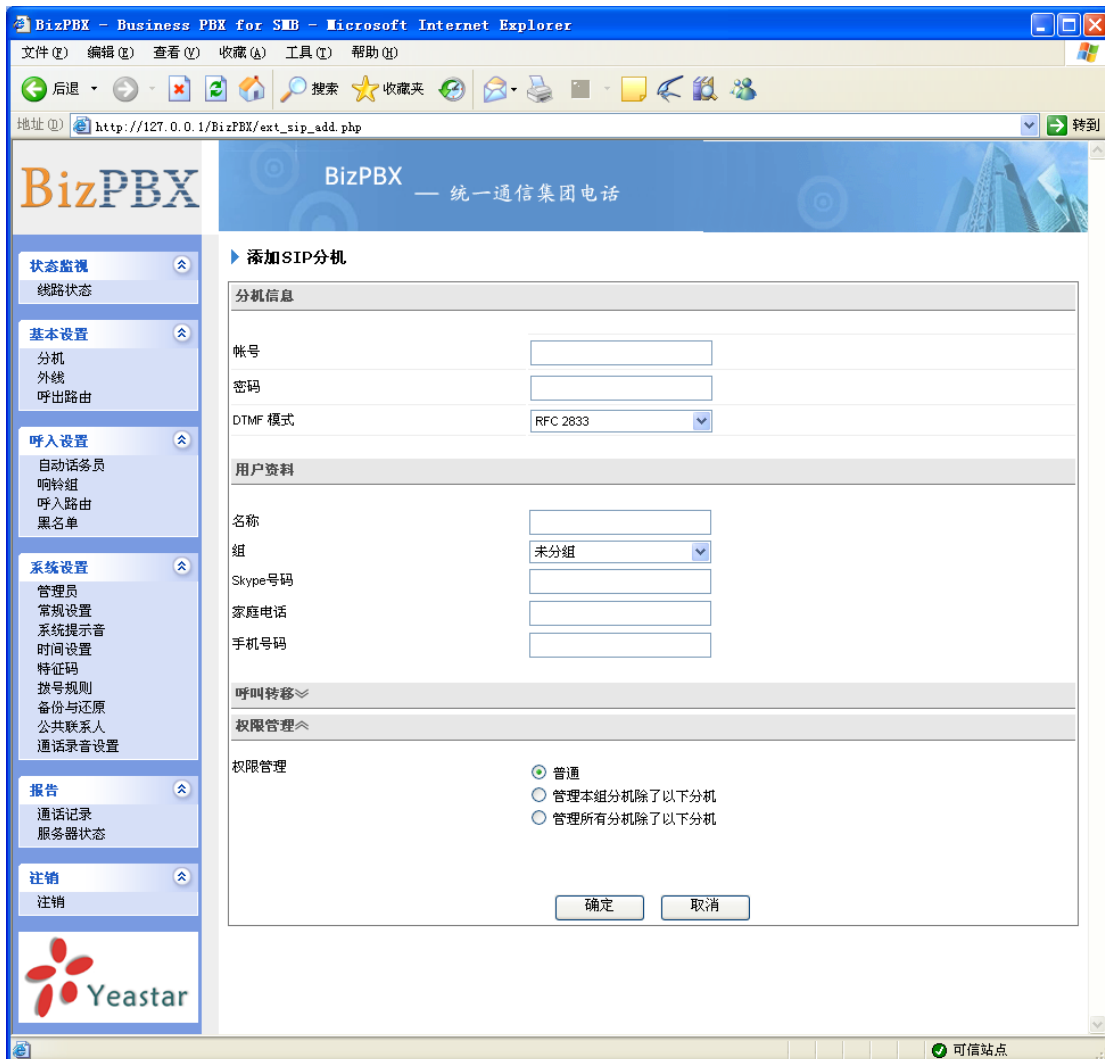 BizPBX - Business PBX for SMB - Microsoft Internet Explorer
文件(F) 编辑(E) 查看(V) 收藏(A) 工具(T) 帮助(H)
后退 搜索 收藏夹
地址(D) http://127.0.0.1/BizPBX/ext_sip_add.php 转到
BizPBX
BizPBX — 统一通信集团电话
状态监视
线路状态
基本设置
分机
外线
呼出路由
呼入设置
自动话务员
响铃组
呼入路由
黑名单
系统设置
管理员
常规设置
系统提示音
时间设置
特征码
拨号规则
备份与还原
公共联系人
通话录音设置
报告
通话记录
服务器状态
注销
注销
Yeastar
添加SIP分机
分机信息
帐号
密码
DTMF 模式 RFC 2833
用户资料
名称
组 未分组
Skype号码
家庭电话
手机号码
呼叫转移
权限管理
权限管理 普通
管理本组分机除了以下分机
管理所有分机除了以下分机
确定 取消
可信站点